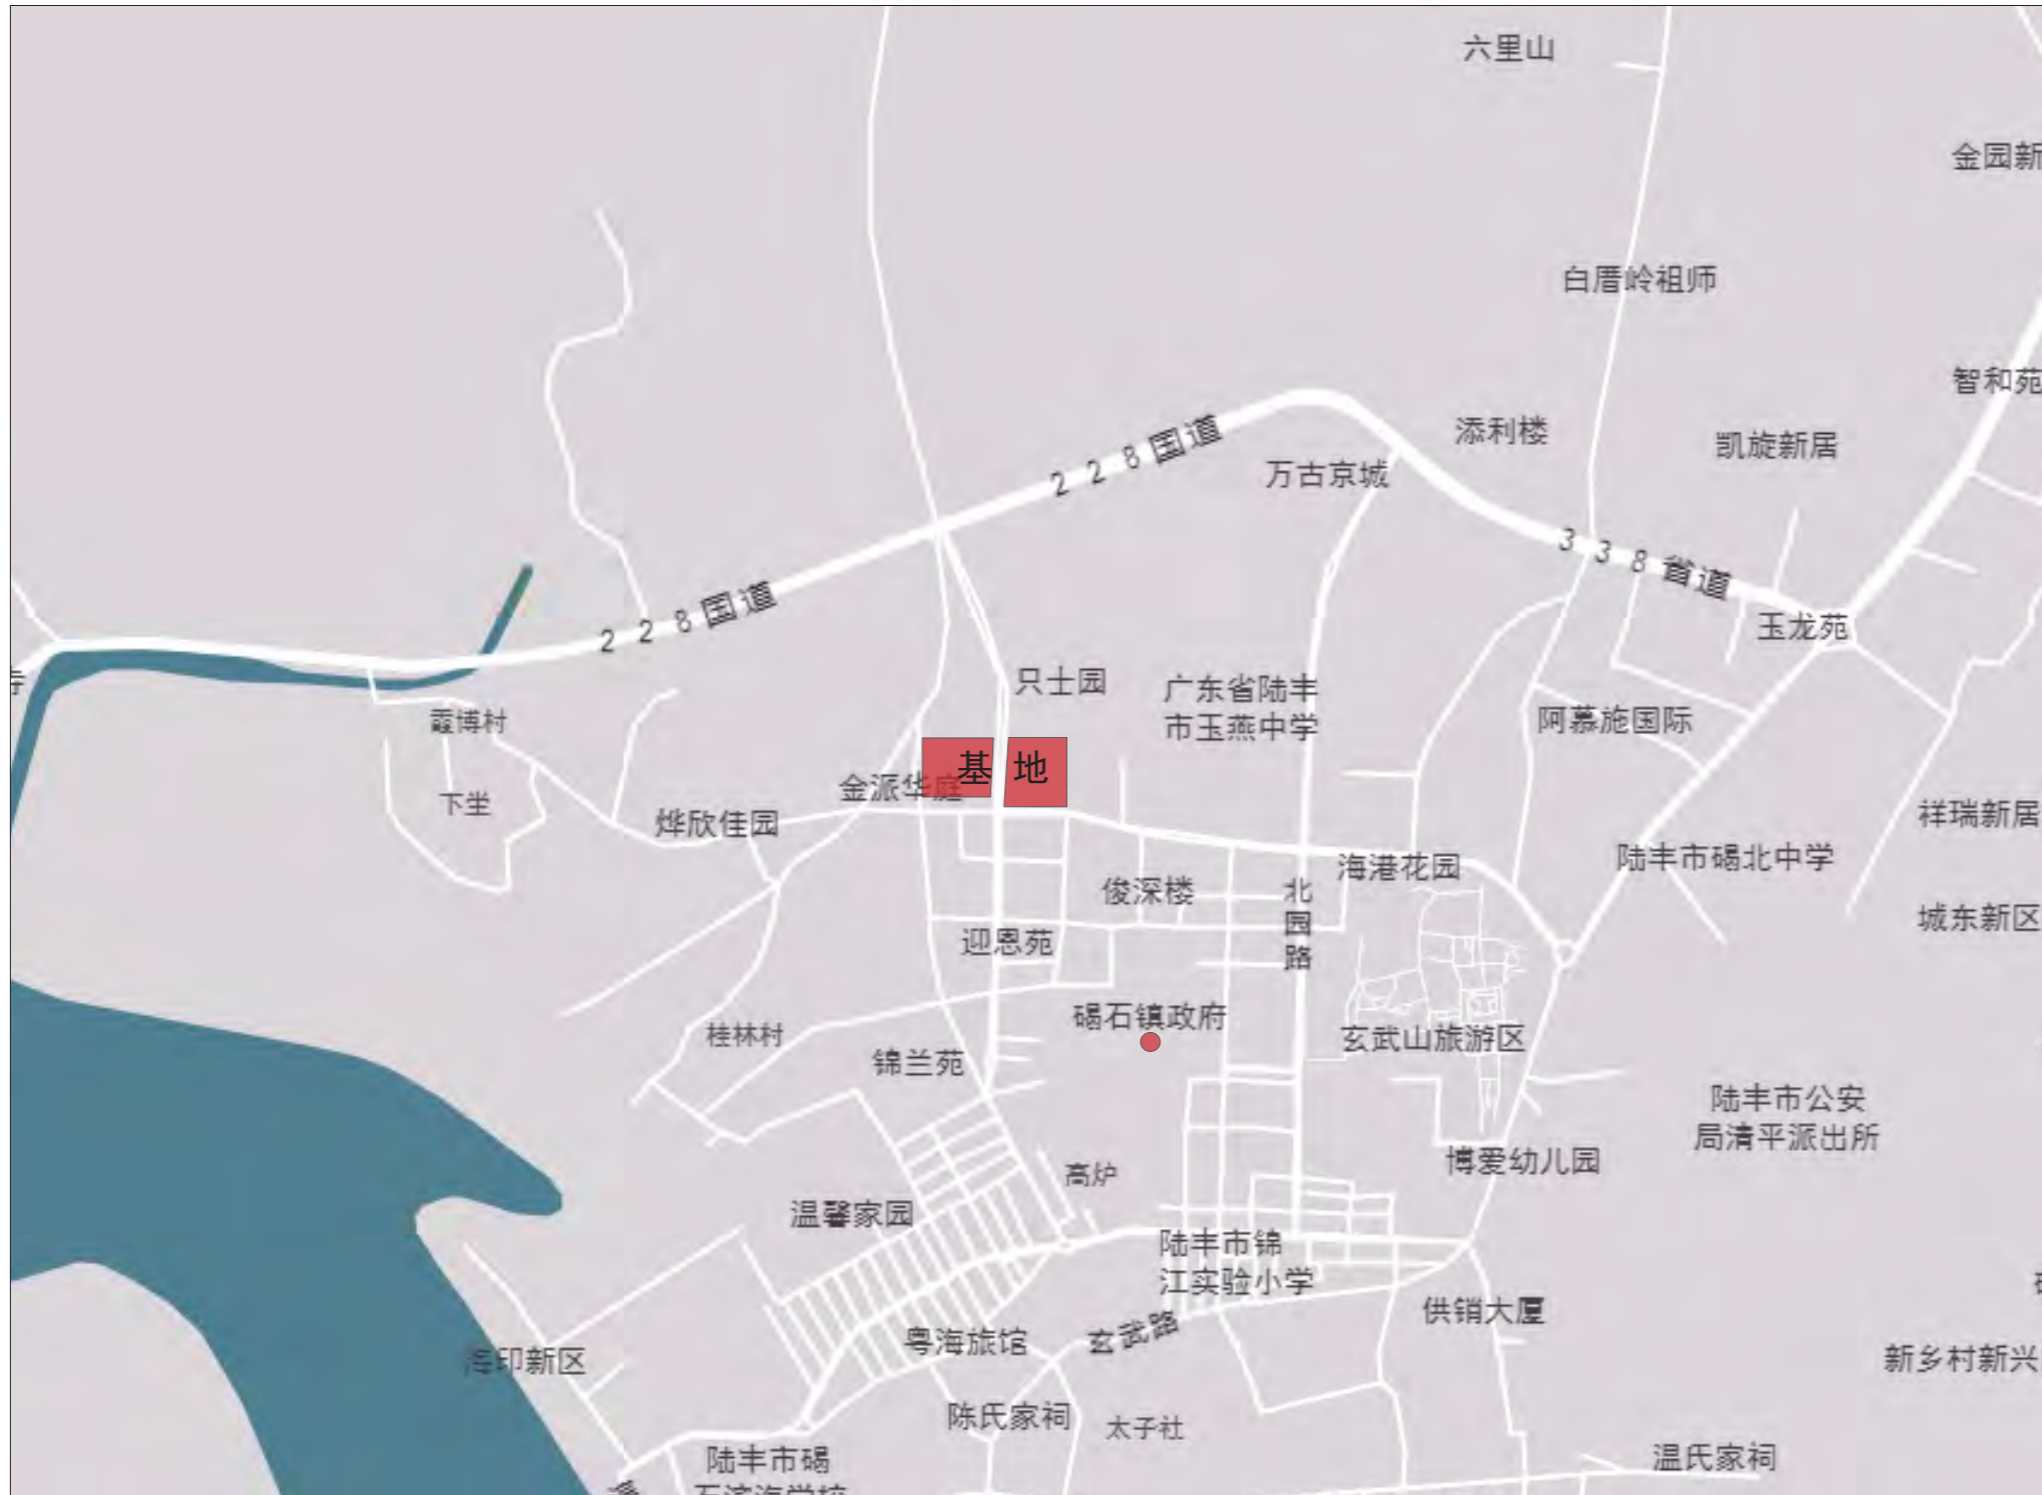 六里山
金园新
白厝岭祖师
智和苑
添利楼
凯旋新居
228国道
万古京城
338省道
228国道
玉龙苑
寺
只士园
广东省陆丰
市玉燕中学
霞博村
阿慕施国际
基 地
金派华庭
下坐
烨欣佳园
祥瑞新居
陆丰市碣北中学
海港花园
俊深楼
北园路
城东新区
迎恩苑
碣石镇政府
桂林村
玄武山旅游区
锦兰苑
陆丰市公安
局清平派出所
博爱幼儿园
高炉
温馨家园
陆丰市锦
江实验小学
供销大厦
玄武路
粤海旅馆
海印新区
新乡村新兴
陈氏家祠
太子社
陆丰市碣
石滨海学校
温氏家祠